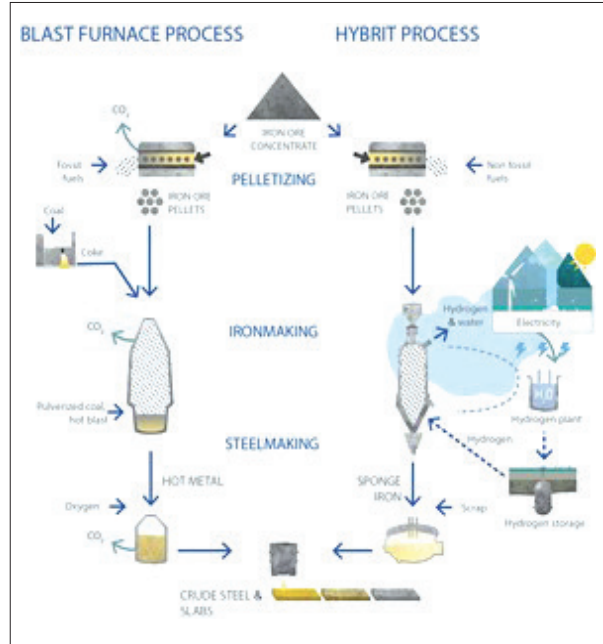 BLAST FURNACE PROCESS
HYBRIT PROCESS
CO₂
IRON ORE
CONCENTRATE
Fossil
fuels
PELLETIZING
Non fossil
fuels
IRON ORE
PELLETS
IRON ORE
PELLETS
Coal
Coke
CO₂
IRONMAKING
Hydrogen
& water
Electricity
Pulverized coal,
hot blast
H₂O
Hydrogen plant
STEELMAKING
Hydrogen
HOT METAL
SPONGE
IRON
Oxygen
Scrap
Hydrogen storage
CO₂
CRUDE STEEL &
SLABS